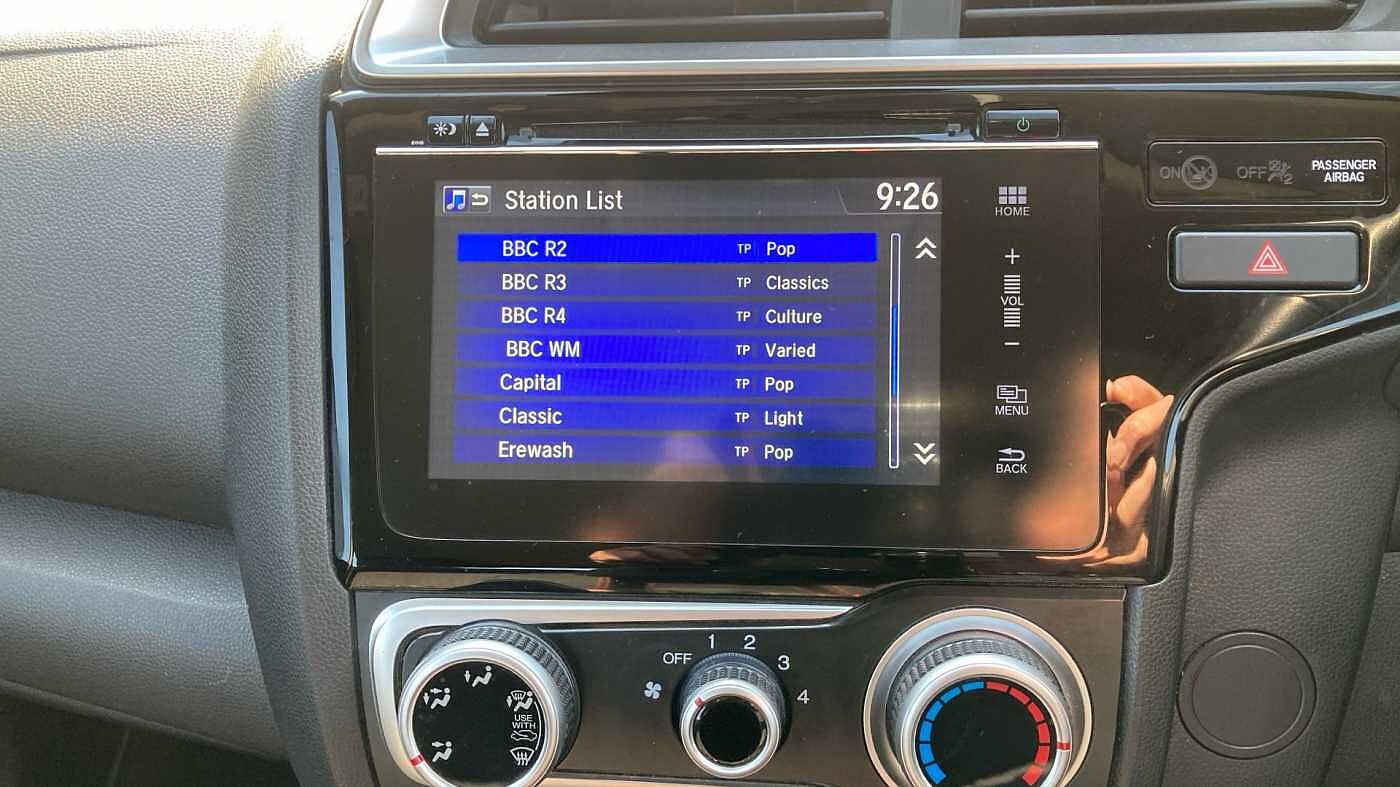 Station List
9:26
BBC R2 TP Pop
BBC R3 TP Classics
BBC R4 TP Culture
BBC WM TP Varied
Capital TP Pop
Classic TP Light
Erewash TP Pop
HOME
+
VOL
−
MENU
BACK
ON
OFF
2
PASSENGER
AIRBAG
OFF 1 2 3 4
USE
WITH